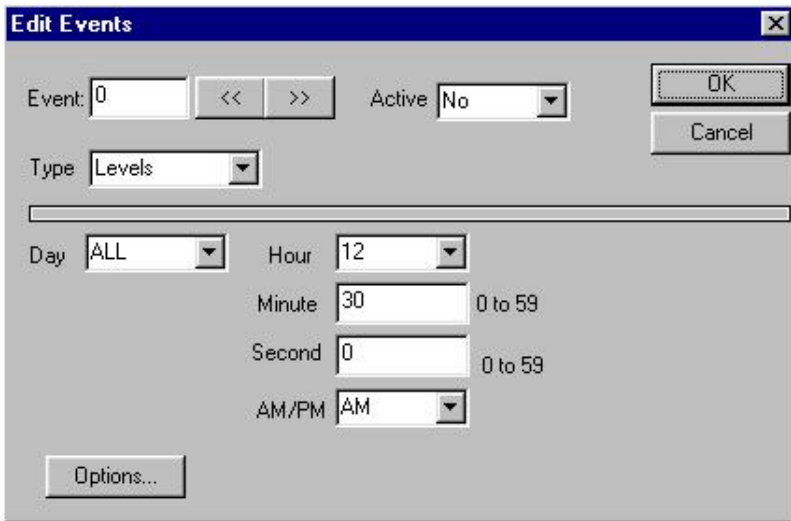 Edit Events
Event: 0 << >> Active No OK
Cancel
Type Levels
Day ALL Hour 12
Minute 30 0 to 59
Second 0 0 to 59
AM/PM AM
Options...